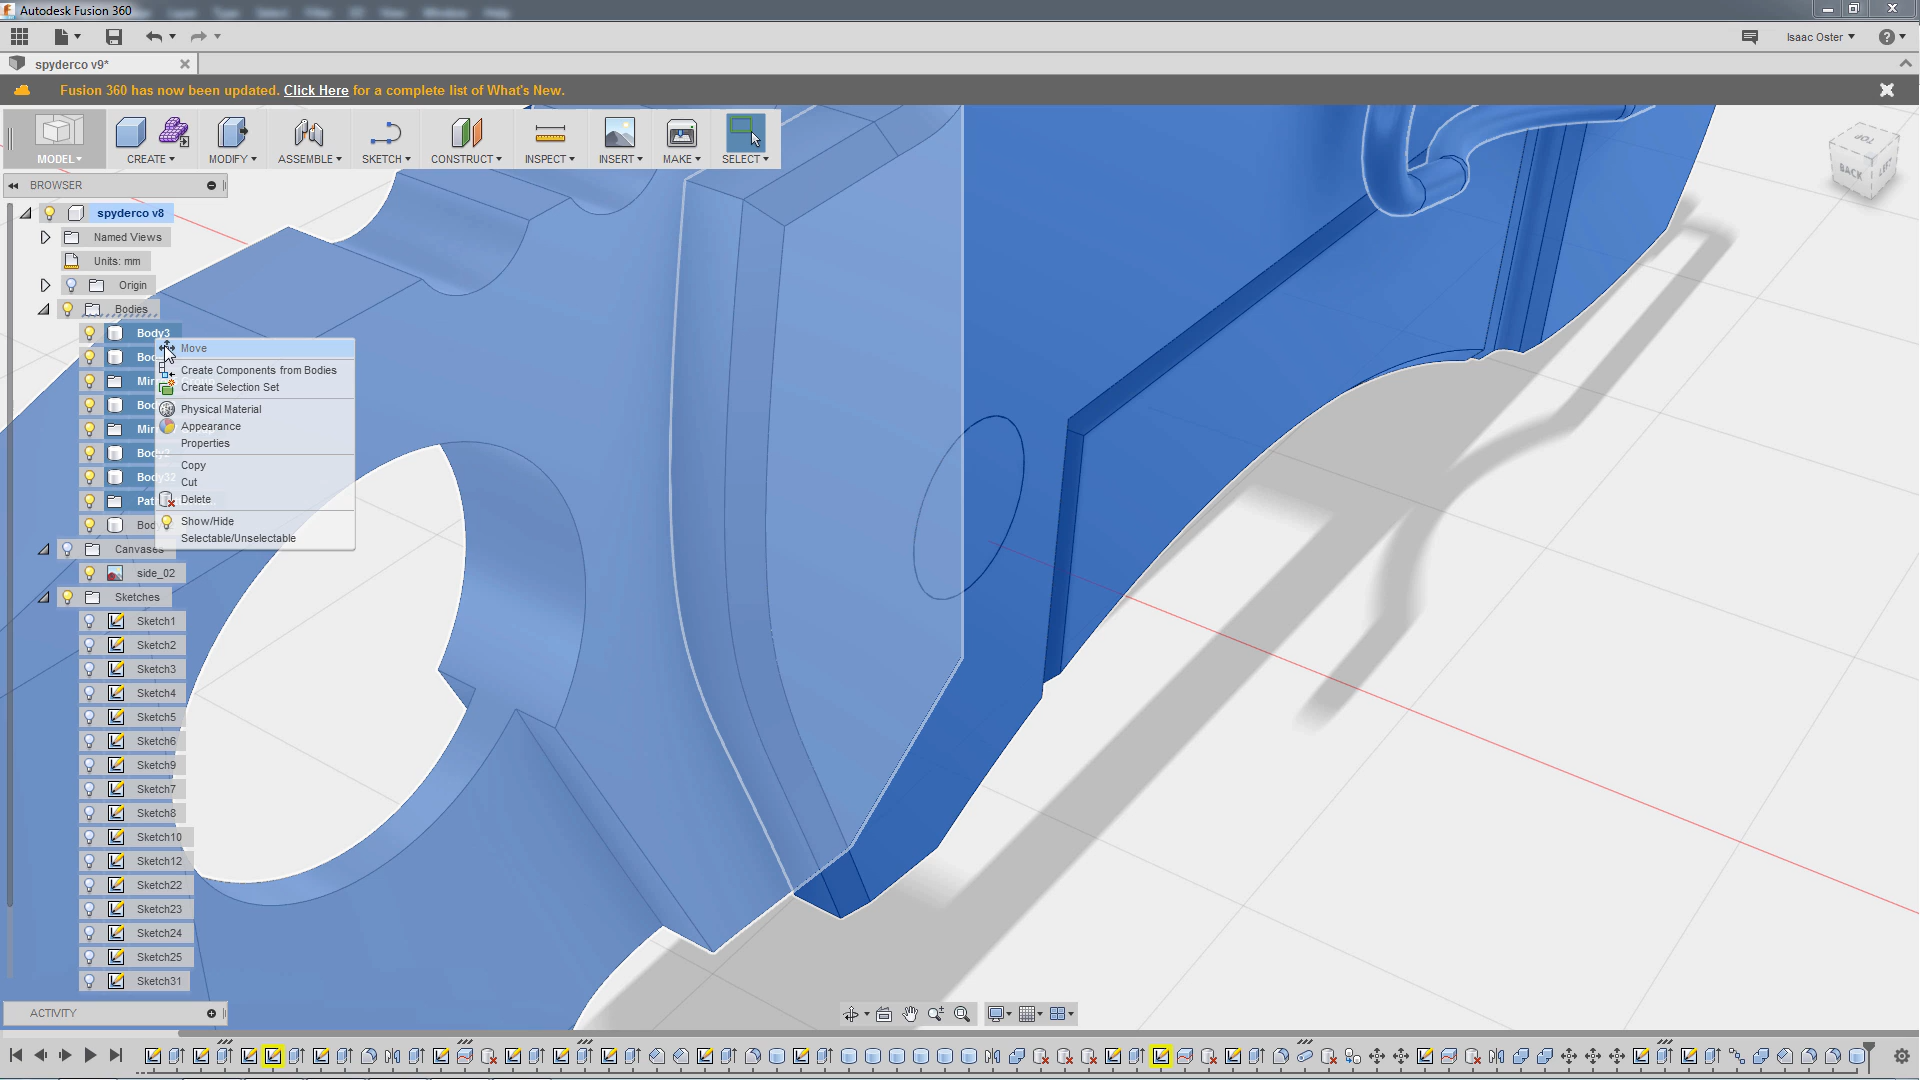 Autodesk Fusion 360
Isaac Oster
spyderco v9*
Fusion 360 has now been updated. Click Here for a complete list of What's New.
MODEL
CREATE
MODIFY
ASSEMBLE
SKETCH
CONSTRUCT
INSPECT
INSERT
MAKE
SELECT
TOP
BACK
LEFT
BROWSER
spyderco v8
Named Views
Units: mm
Origin
Bodies
Body3
Move
Create Components from Bodies
Create Selection Set
Physical Material
Appearance
Properties
Copy
Cut
Delete
Show/Hide
Selectable/Unselectable
Body32
Canvases
side_02
Sketches
Sketch1
Sketch2
Sketch3
Sketch4
Sketch5
Sketch6
Sketch9
Sketch7
Sketch8
Sketch10
Sketch12
Sketch22
Sketch23
Sketch24
Sketch25
Sketch31
ACTIVITY